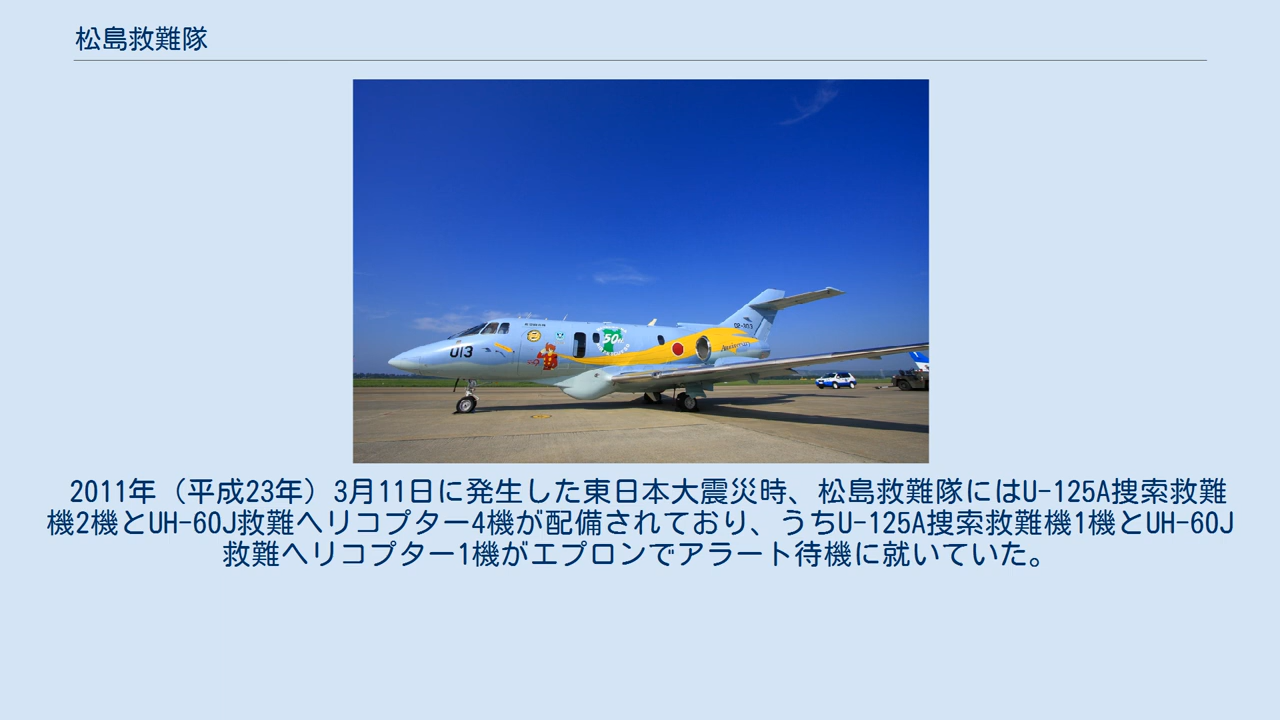 松島救難隊
U13
50th
02-3013
2011年（平成23年）3月11日に発生した東日本大震災時、松島救難隊にはU-125A捜索救難
機2機とUH-60J救難ヘリコプター4機が配備されており、うちU-125A捜索救難機1機とUH-60J
救難ヘリコプター1機がエプロンでアラート待機に就いていた。